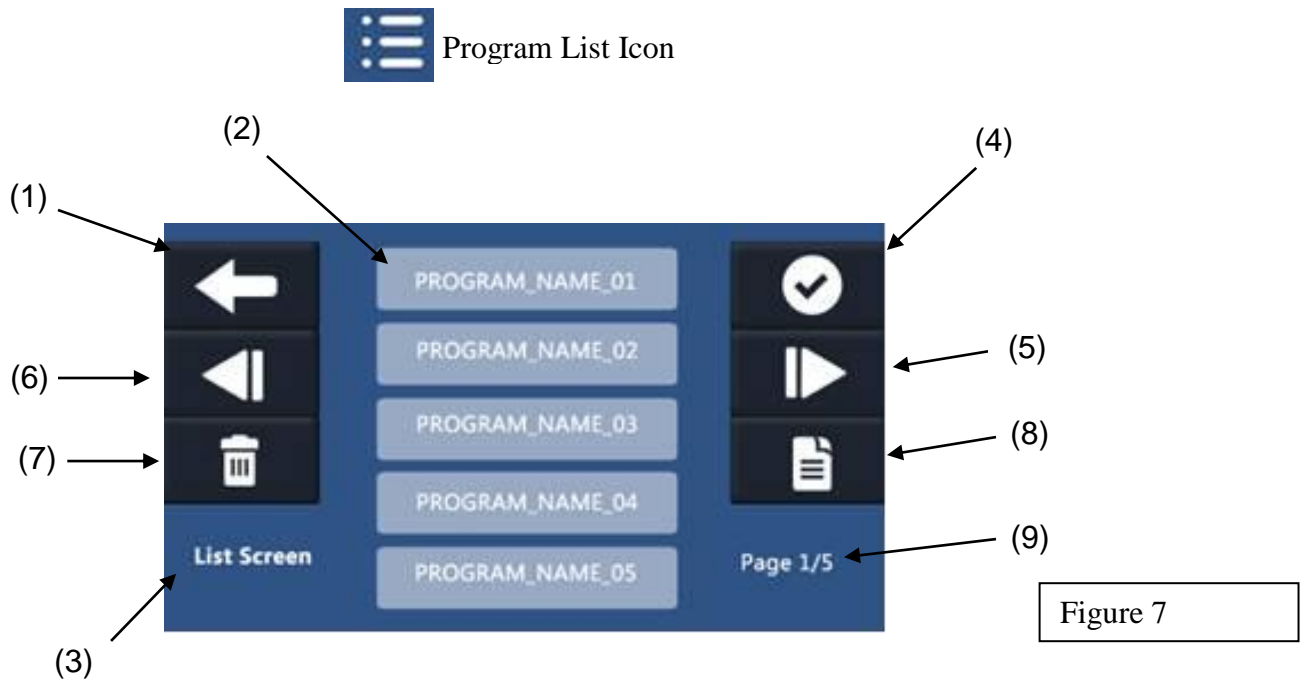 Program List Icon
(2)
(4)
(1)
PROGRAM_NAME_01
PROGRAM_NAME_02
(5)
(6)
PROGRAM_NAME_03
(8)
(7)
PROGRAM_NAME_04
(9)
List Screen
Page 1/5
PROGRAM_NAME_05
Figure 7
(3)